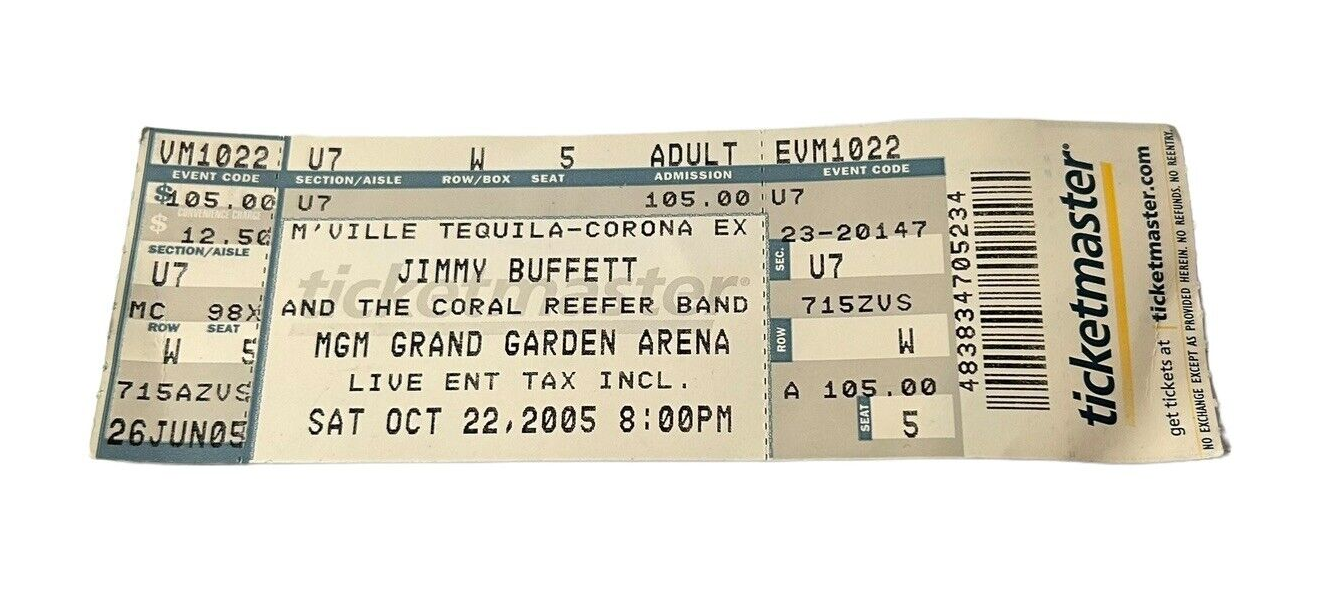 VM1022
EVENT CODE
$105.00
CONVENIENCE CHARGE
$ 12.50
SECTION/AISLE
U7
MC 98X
ROW SEAT
W 5
715AZVS
26JUN05
U7 W 5 ADULT
SECTION/AISLE ROW/BOX SEAT ADMISSION
U7 105.00
M'VILLE TEQUILA-CORONA EX
JIMMY BUFFETT
ticketmaster®
AND THE CORAL REEFER BAND
MGM GRAND GARDEN ARENA
LIVE ENT TAX INCL.
SAT OCT 22,2005 8:00PM
EVM1022
EVENT CODE
U7
23-20147
SEC. U7
715ZVS
ROW W
A 105.00
SEAT 5
483834705234
ticketmaster®
get tickets at ticketmaster.com
NO EXCHANGE EXCEPT AS PROVIDED HEREIN. NO REFUNDS. NO REENTRY.